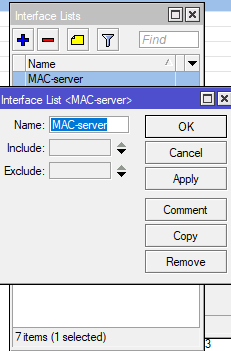 Interface Lists
Find
Name
MAC-server
Interface List <MAC-server>
Name: MAC-server
OK
Include:
Cancel
Exclude:
Apply
Comment
Copy
Remove
7 items (1 selected)
3